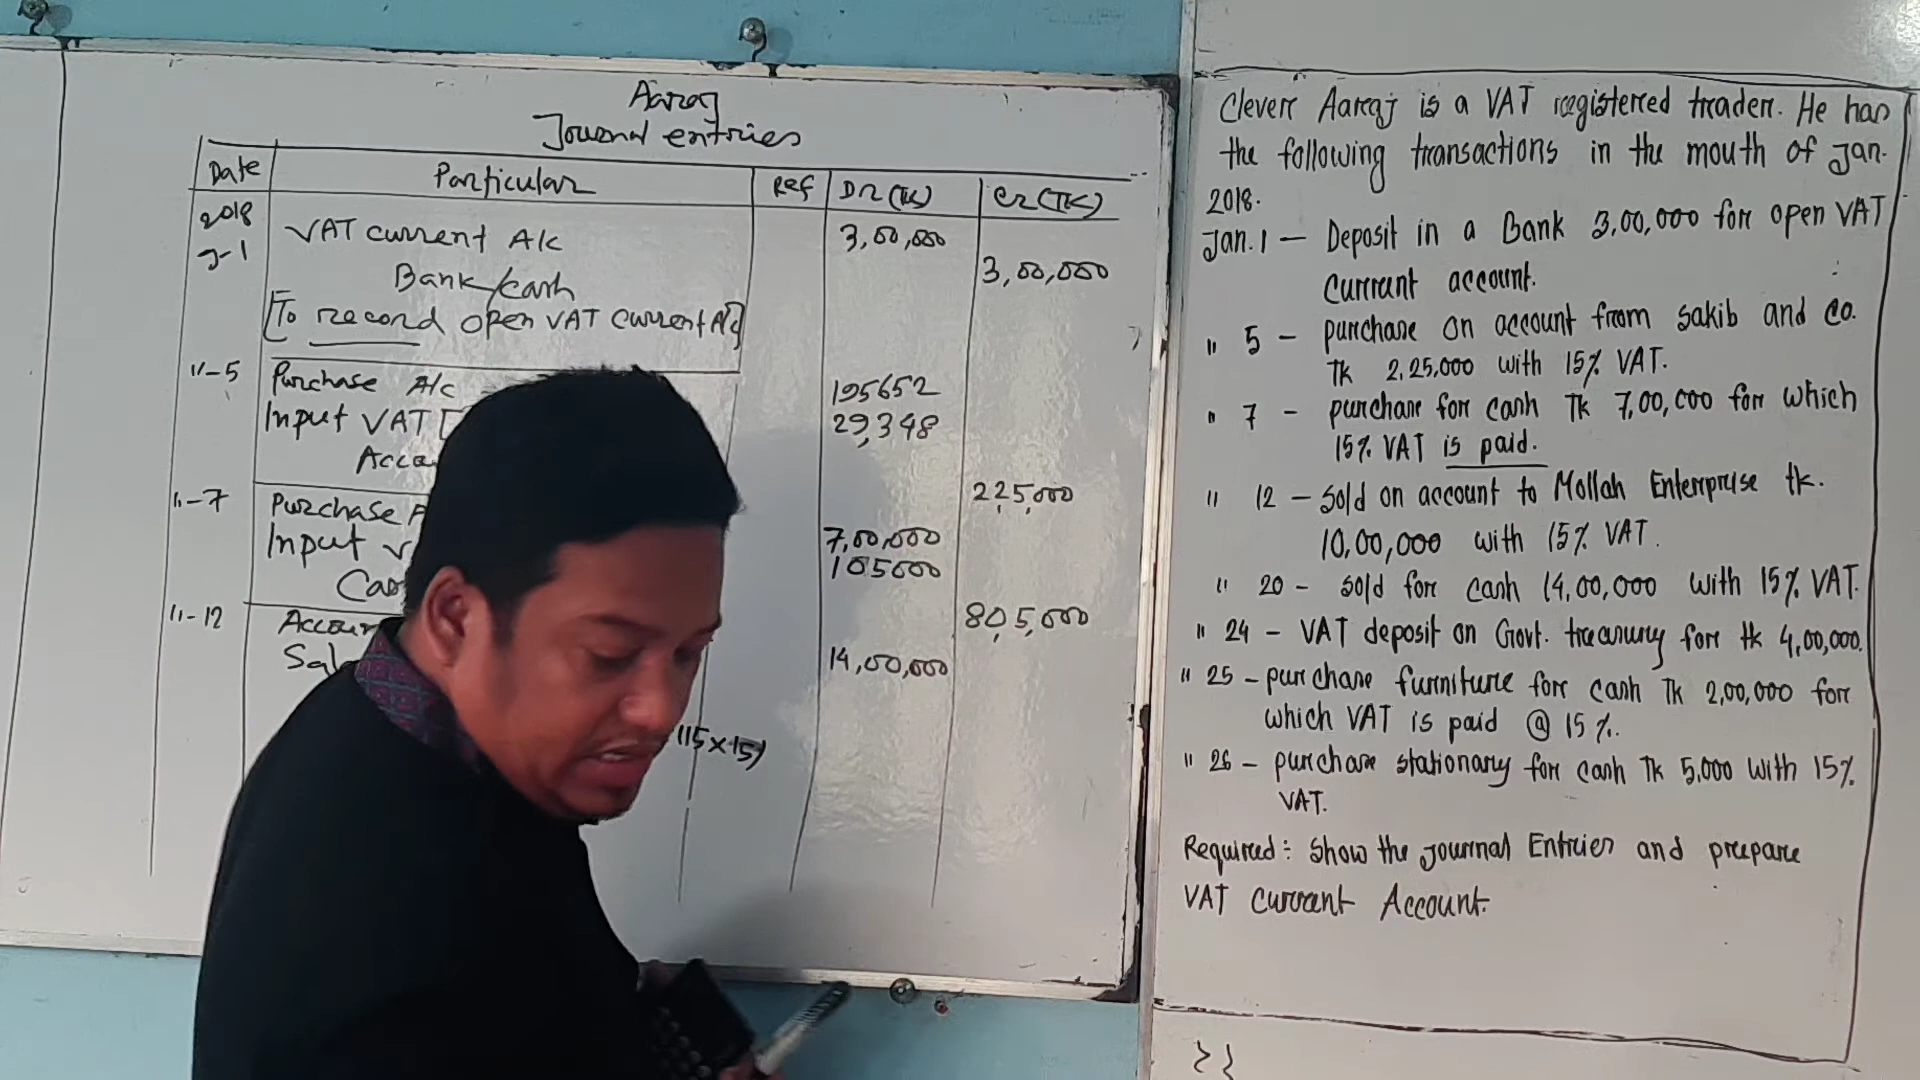 Aaraj
Journal entries
Date Particular Ref Dr (TK) Cr (TK)
2018
J-1 VAT current A/c 3,00,000
Bank/cash 3,00,000
[To record open VAT current A/c]
"-5 Purchase A/c 195652
Input VAT [ 29,348
Acco
225,000
"-7 Purchase A
7,00,000
Input V 105000
Cas
805,000
"-12 Accoun
Sal 14,00,000
115×15)
Clever Aaraj is a VAT registered trader. He has
the following transactions in the mouth of Jan.
2018.
Jan. 1 – Deposit in a Bank 3,00,000 for open VAT
Currant account.
" 5 – purchase on account from sakib and co.
TK 2,25,000 with 15% VAT.
" 7 – purchase for cash TK 7,00,000 for which
15% VAT is paid.
" 12 – Sold on account to Mollah Enterprise tk.
10,00,000 with 15% VAT.
" 20 – sold for cash 14,00,000 with 15% VAT.
" 24 – VAT deposit on Govt. treasury for tk 4,00,000.
" 25 – purchase furniture for cash TK 2,00,000 for
which VAT is paid @ 15%.
" 26 – purchase stationary for cash TK 5,000 with 15%
VAT.
Required: Show the Journal Entries and prepare
VAT Currant Account.